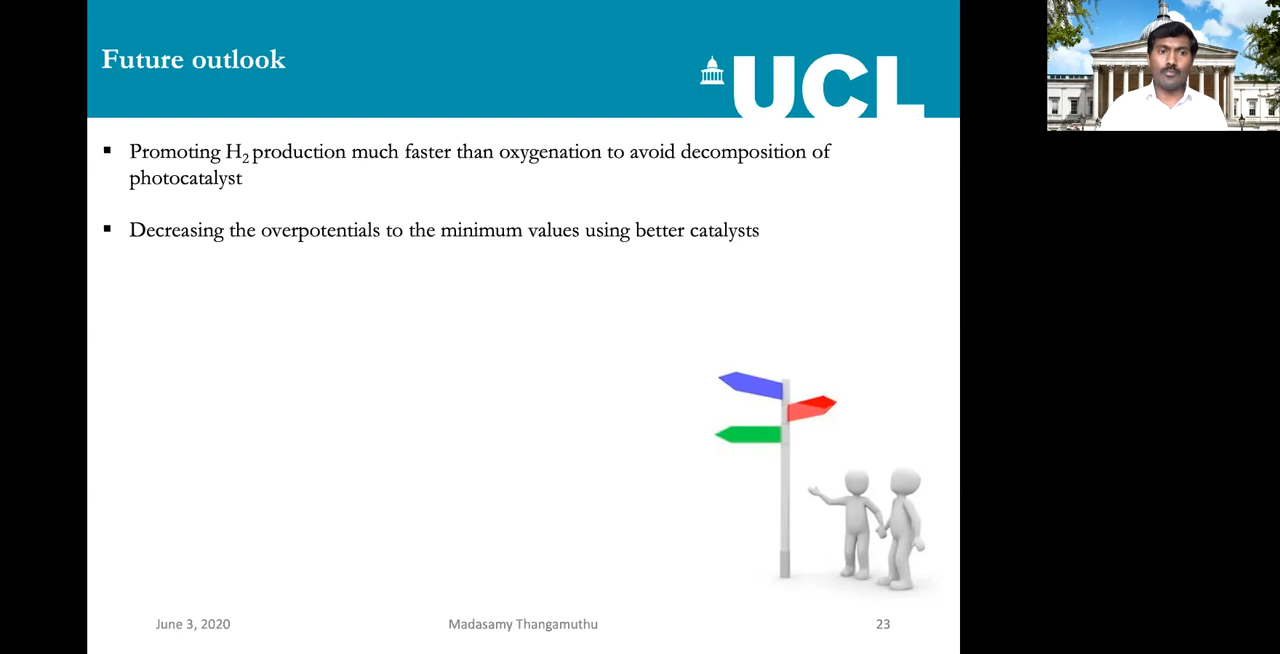 Future outlook
UCL
▪ Promoting H₂ production much faster than oxygenation to avoid decomposition of
photocatalyst
▪ Decreasing the overpotentials to the minimum values using better catalysts
June 3, 2020
Madasamy Thangamuthu
23